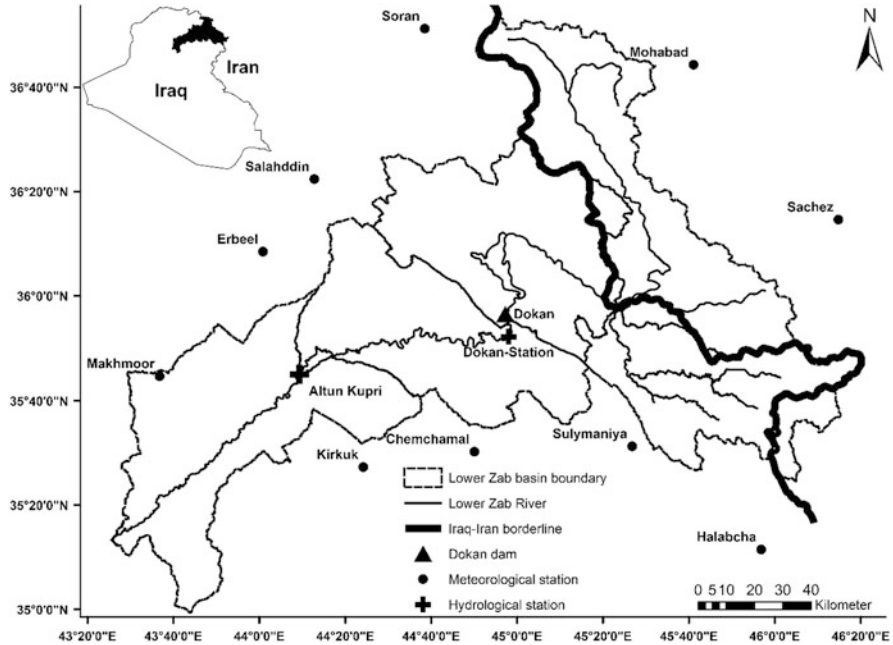 Soran
N
Mohabad
Iran
Iraq
36°40'0"N
36°20'0"N
36°0'0"N
35°40'0"N
35°20'0"N
35°0'0"N
Salahddin
Sachez
Erbeel
Dokan
Dokan-Station
Makhmoor
Altun Kupri
Kirkuk
Chemchamal
Sulymaniya
Halabcha
Lower Zab basin boundary
Lower Zab River
Iraq-Iran borderline
Dokan dam
Meteorological station
Hydrological station
0 5 10 20 30 40
Kilometer
43°20'0"E 43°40'0"E 44°0'0"E 44°20'0"E 44°40'0"E 45°0'0"E 45°20'0"E 45°40'0"E 46°0'0"E 46°20'0"E